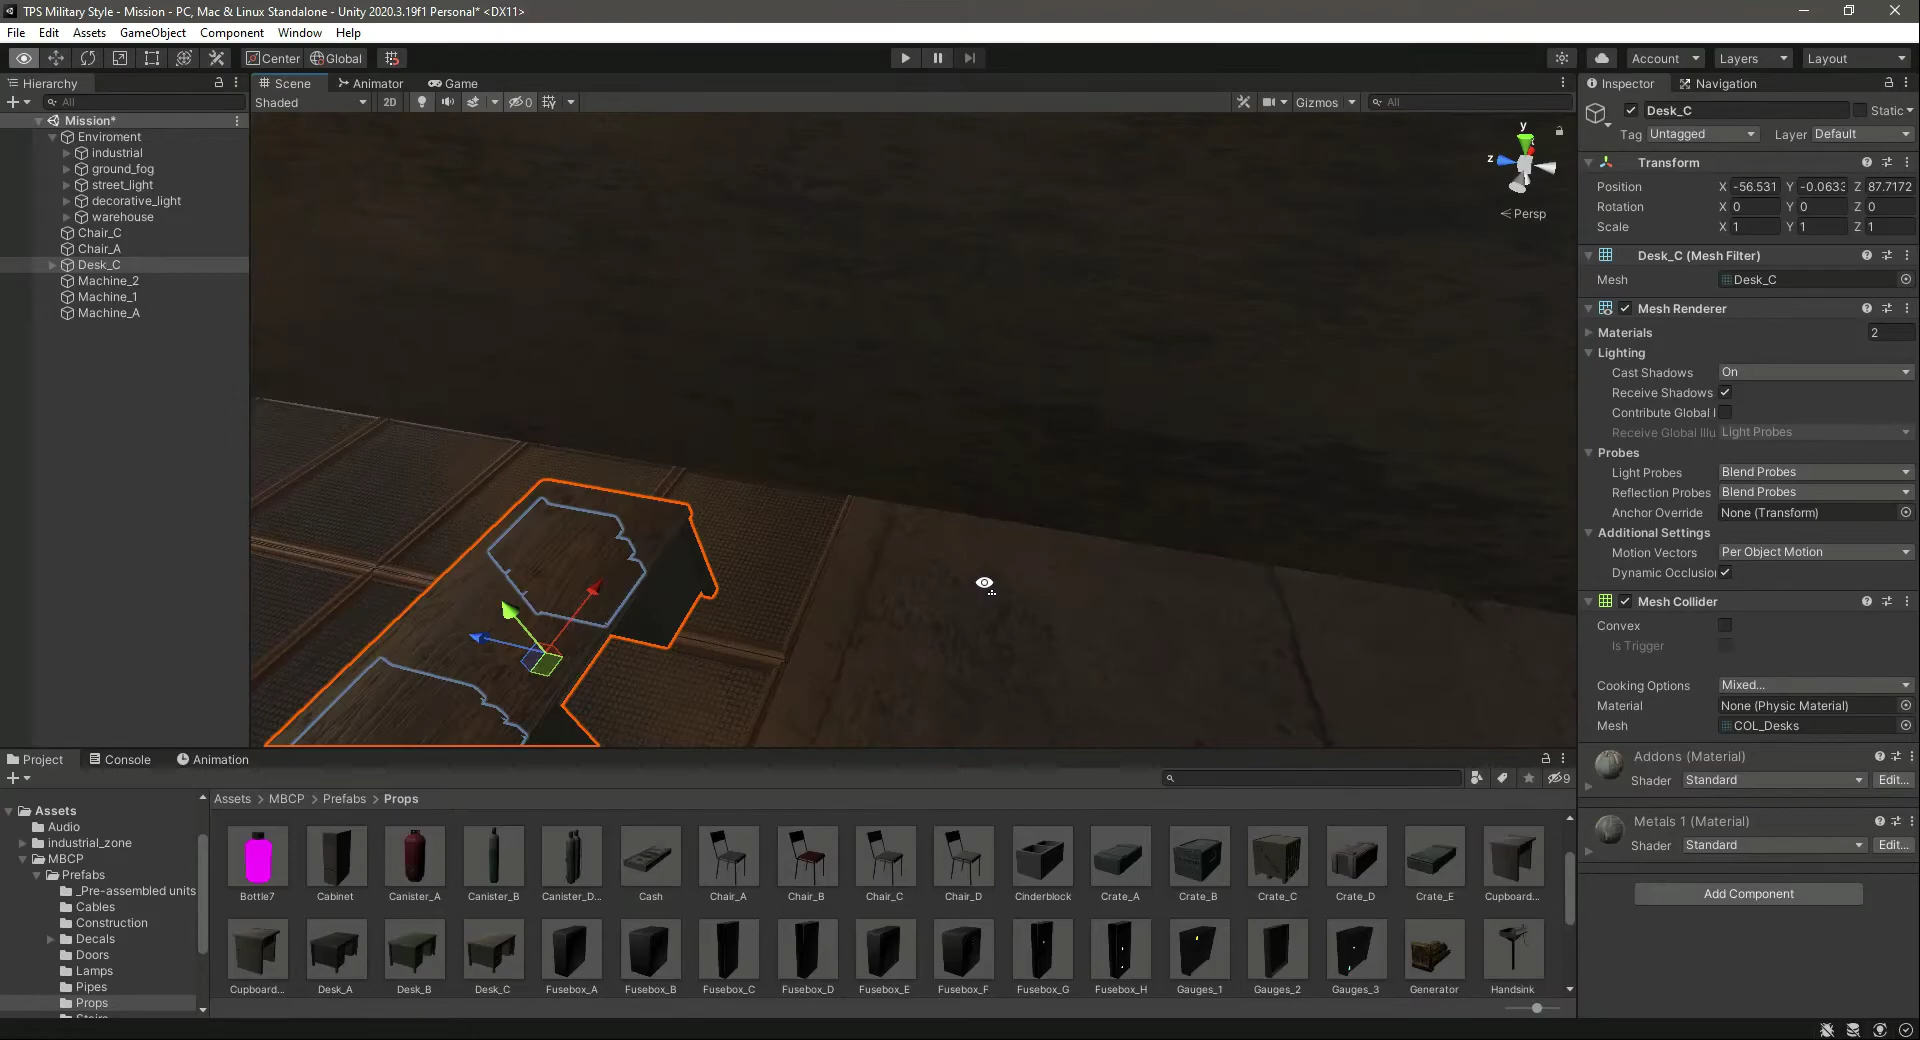 TPS Military Style - Mission - PC, Mac & Linux Standalone - Unity 2020.3.19f1 Personal* <DX11>
File Edit Assets GameObject Component Window Help
Center Global Account Layers Layout
Hierarchy
All
Mission*
Enviroment
industrial
ground_fog
street_light
decorative_light
warehouse
Chair_C
Chair_A
Desk_C
Machine_2
Machine_1
Machine_A
Scene Animator Game
Shaded 2D 0 Gizmos All
y
z
Persp
Inspector Navigation
Desk_C Static
Tag Untagged Layer Default
Transform
Position X -56.531 Y -0.0633 Z 87.7172
Rotation X 0 Y 0 Z 0
Scale X 1 Y 1 Z 1
Desk_C (Mesh Filter)
Mesh Desk_C
Mesh Renderer
Materials 2
Lighting
Cast Shadows On
Receive Shadows
Contribute Global I
Receive Global Illu Light Probes
Probes
Light Probes Blend Probes
Reflection Probes Blend Probes
Anchor Override None (Transform)
Additional Settings
Motion Vectors Per Object Motion
Dynamic Occlusion
Mesh Collider
Convex
Is Trigger
Cooking Options Mixed...
Material None (Physic Material)
Mesh COL_Desks
Addons (Material)
Shader Standard Edit...
Metals 1 (Material)
Shader Standard Edit...
Add Component
Project Console Animation
9
Assets
Audio
industrial_zone
MBCP
Prefabs
_Pre-assembled units
Cables
Construction
Decals
Doors
Lamps
Pipes
Props
Stairs
Assets > MBCP > Prefabs > Props
Bottle7 Cabinet Canister_A Canister_B Canister_D... Cash Chair_A Chair_B Chair_C Chair_D Cinderblock Crate_A Crate_B Crate_C Crate_D Crate_E Cupboard...
Cupboard... Desk_A Desk_B Desk_C Fusebox_A Fusebox_B Fusebox_C Fusebox_D Fusebox_E Fusebox_F Fusebox_G Fusebox_H Gauges_1 Gauges_2 Gauges_3 Generator Handsink